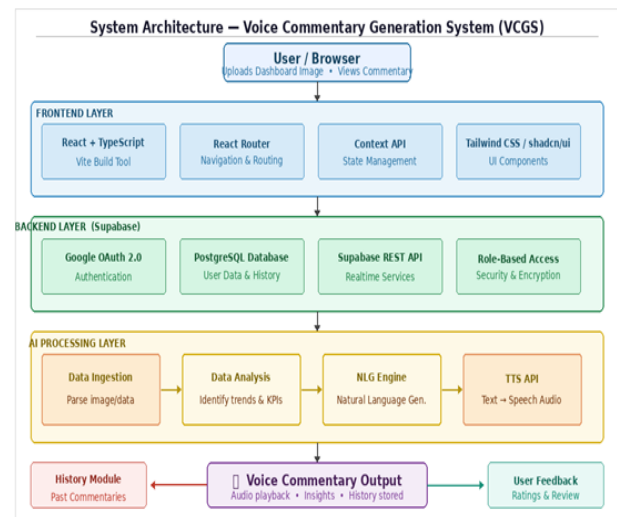 System Architecture — Voice Commentary Generation System (VCGS)
User / Browser
Uploads Dashboard Image • Views Commentary
FRONTEND LAYER
React + TypeScript
Vite Build Tool
React Router
Navigation & Routing
Context API
State Management
Tailwind CSS / shadcn/ui
UI Components
BACKEND LAYER (Supabase)
Google OAuth 2.0
Authentication
PostgreSQL Database
User Data & History
Supabase REST API
Realtime Services
Role-Based Access
Security & Encryption
AI PROCESSING LAYER
Data Ingestion
Parse image/data
Data Analysis
Identify trends & KPIs
NLG Engine
Natural Language Gen.
TTS API
Text → Speech Audio
History Module
Past Commentaries
Voice Commentary Output
Audio playback • Insights • History stored
User Feedback
Ratings & Review